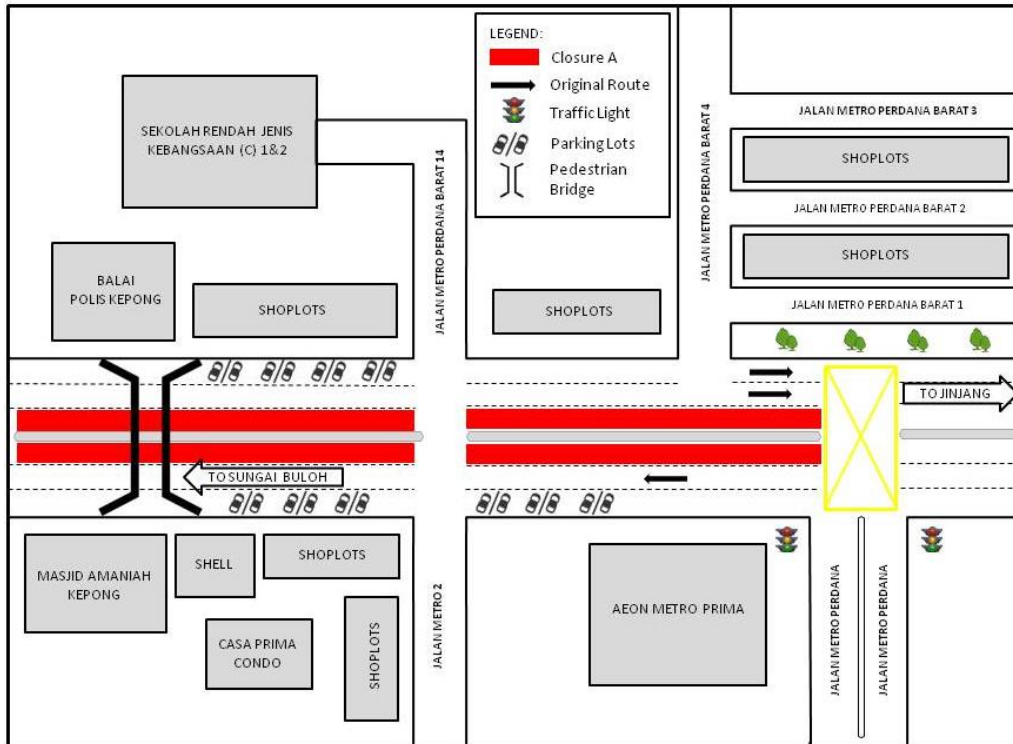 LEGEND:
Closure A
Original Route
Traffic Light
Parking Lots
Pedestrian
Bridge
SEKOLAH RENDAH JENIS
KEBANGSAAN (C) 1&2
JALAN METRO PERDANA BARAT 14
JALAN METRO PERDANA BARAT 4
JALAN METRO PERDANA BARAT 3
SHOPLOTS
JALAN METRO PERDANA BARAT 2
SHOPLOTS
JALAN METRO PERDANA BARAT 1
BALAI
POLIS KEPONG
SHOPLOTS
SHOPLOTS
TO JINJANG
TO SUNGAI BULOH
MASJID AMANIAH
KEPONG
SHELL
SHOPLOTS
CASA PRIMA
CONDO
SHOPLOTS
JALAN METRO 2
AEON METRO PRIMA
JALAN METRO PERDANA
JALAN METRO PERDANA